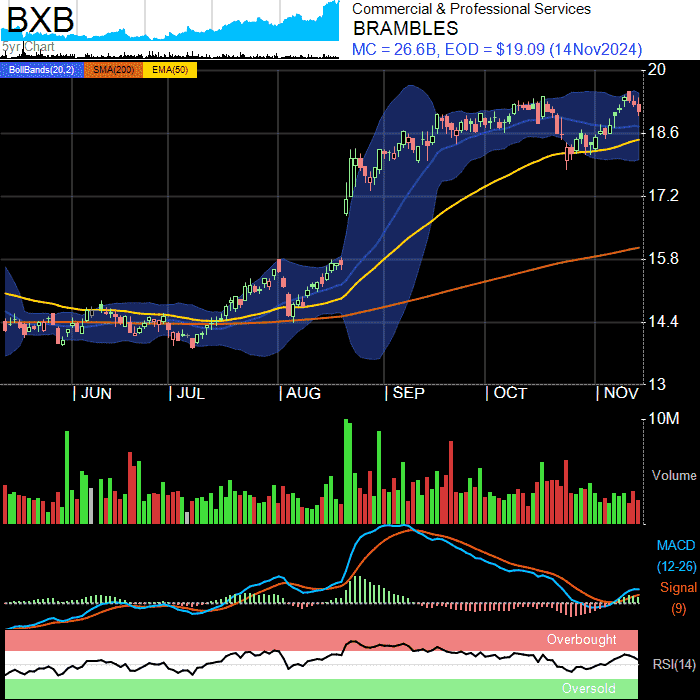 BXB
5yr Chart
Commercial & Professional Services
BRAMBLES
MC = 26.6B, EOD = $19.09 (14Nov2024)
BollBands(20,2) SMA(200) EMA(50)
20
18.6
17.2
15.8
14.4
13
JUN JUL AUG SEP OCT NOV
10M
Volume
MACD
(12-26)
Signal
(9)
Overbought
RSI(14)
Oversold